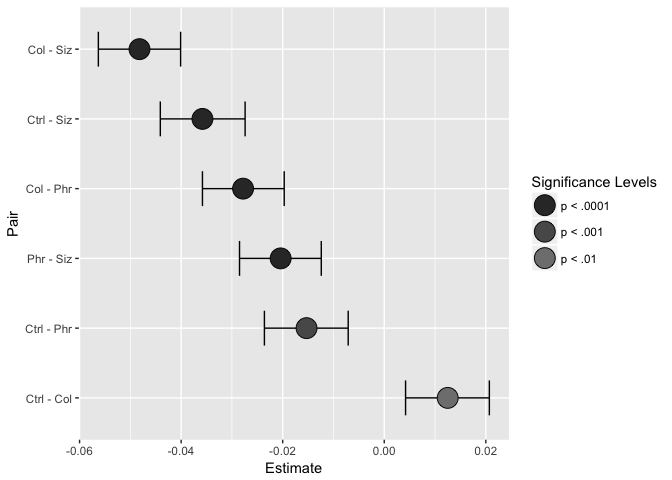 Col - Siz
Ctrl - Siz
Col - Phr
Phr - Siz
Ctrl - Phr
Ctrl - Col
Pair
-0.06 -0.04 -0.02 0.00 0.02
Estimate
Significance Levels
p < .0001
p < .001
p < .01